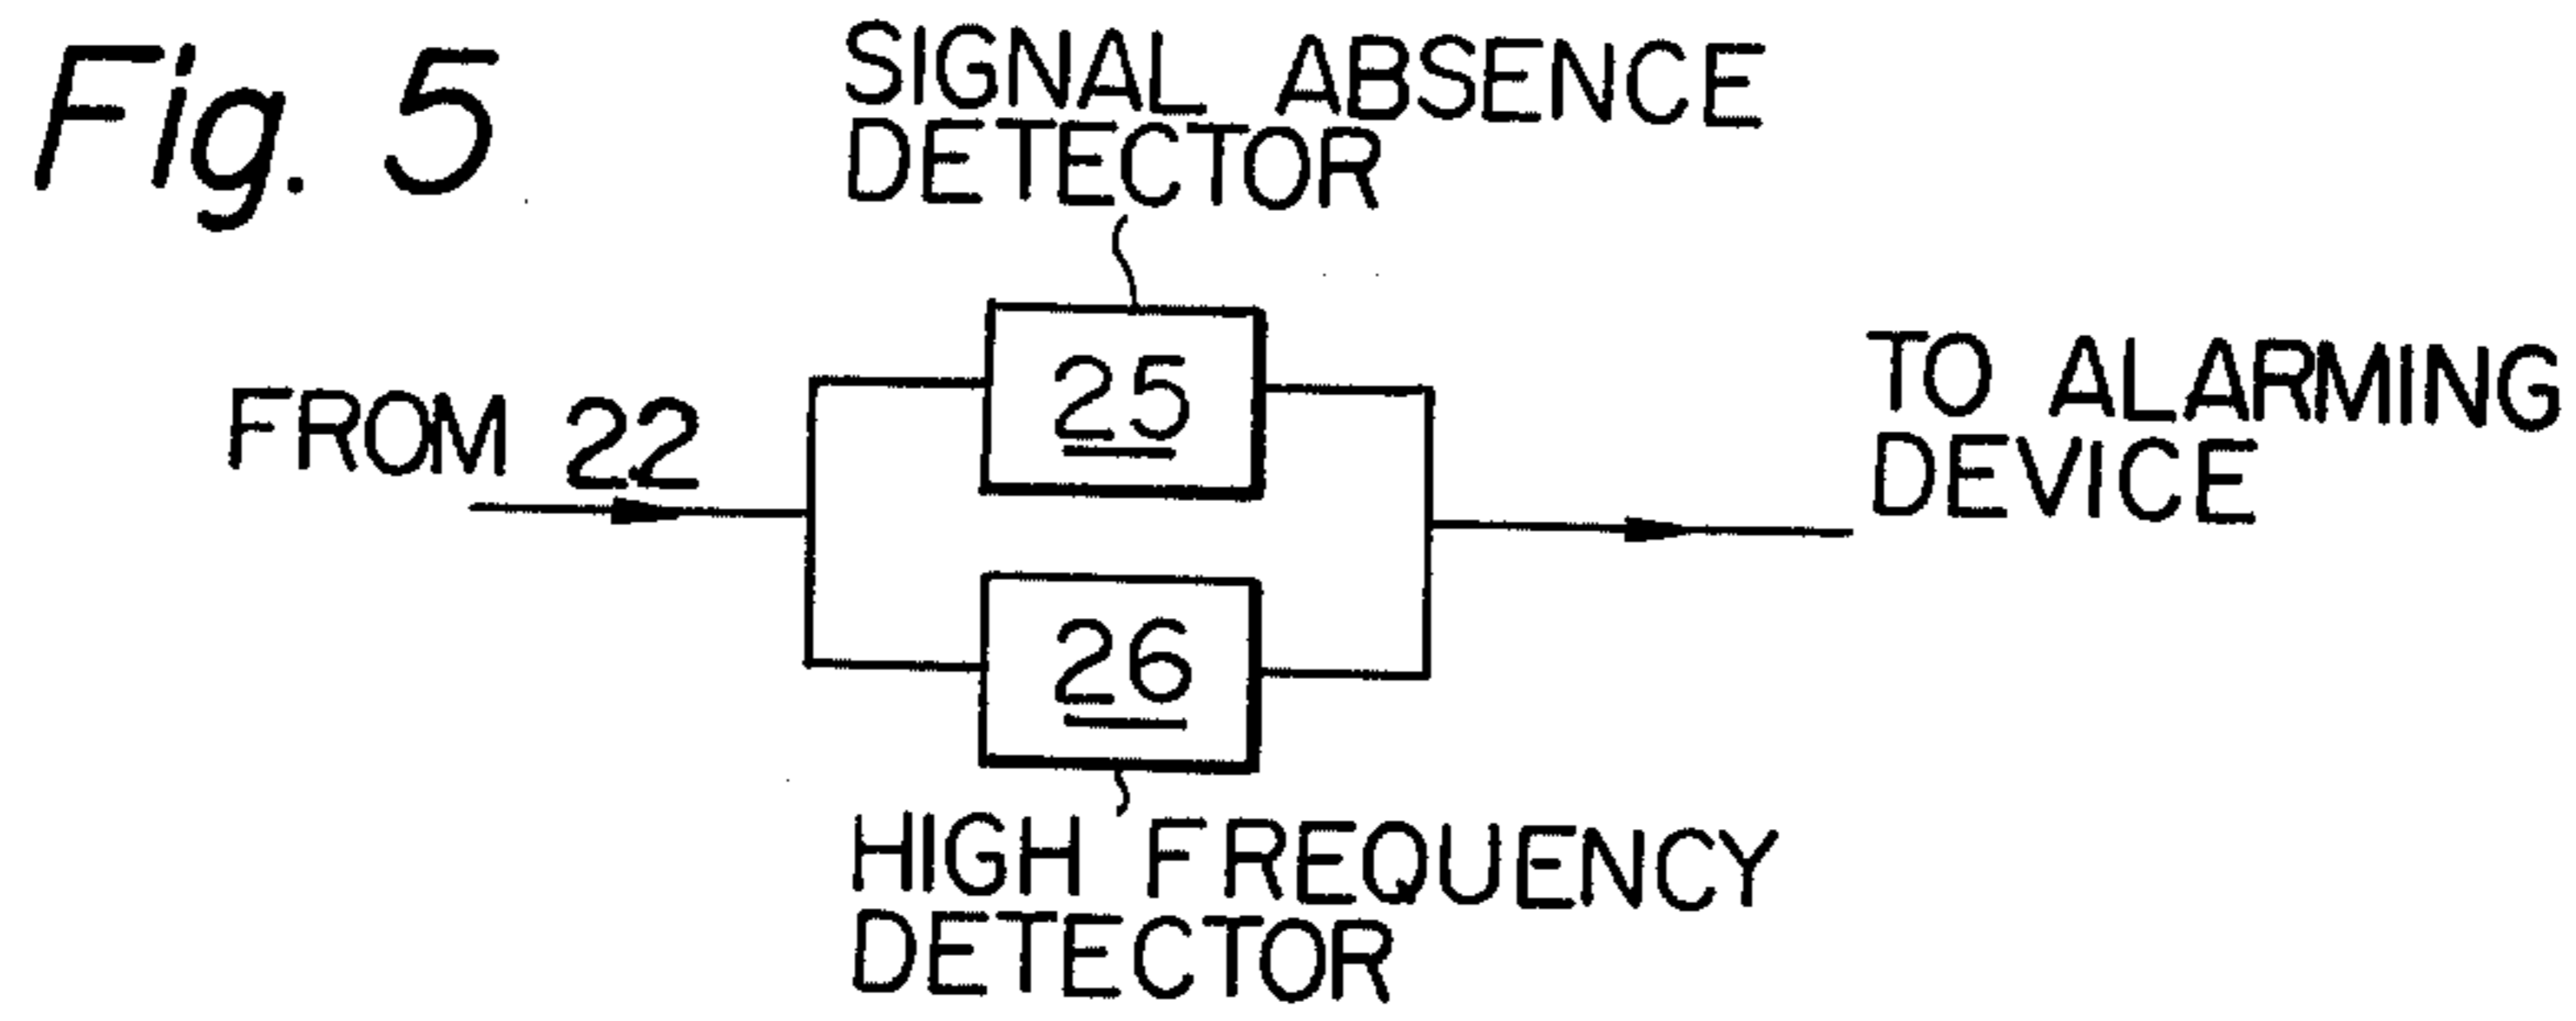 Fig. 5
SIGNAL ABSENCE
DETECTOR
FROM 22
25
TO ALARMING
DEVICE
26
HIGH FREQUENCY
DETECTOR